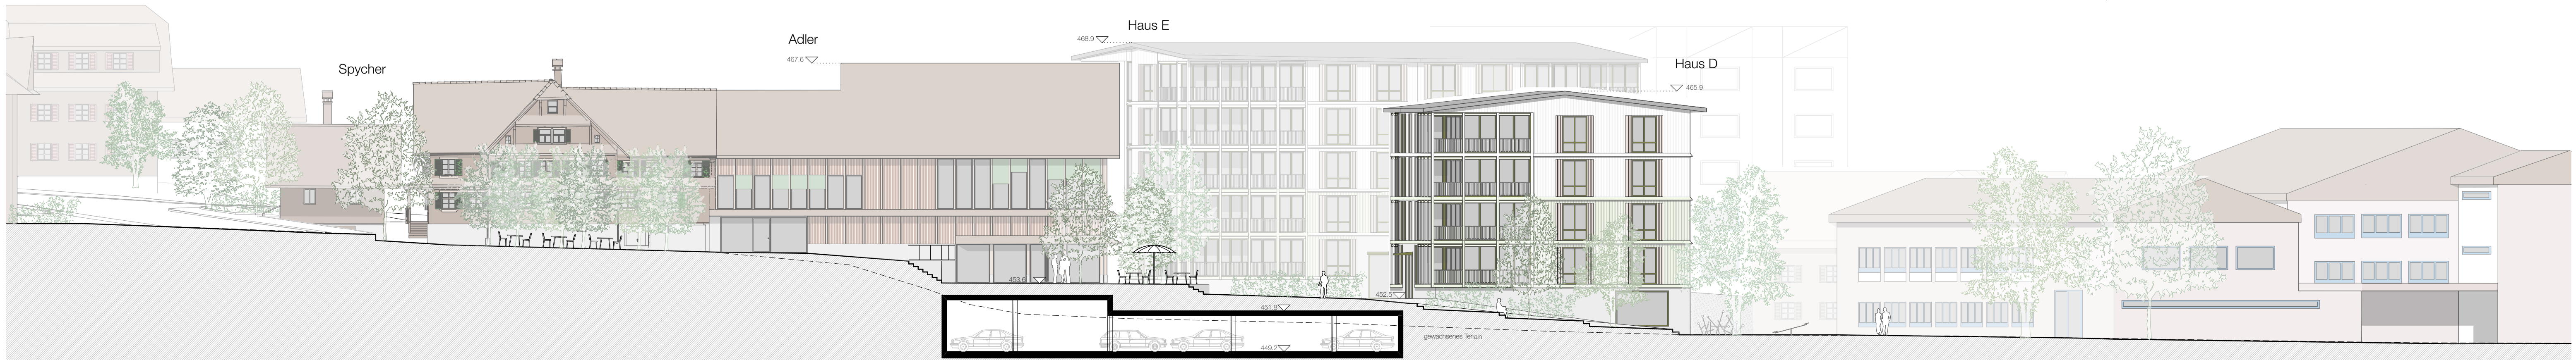 Spycher
Adler
467.6
Haus E
468.9
Haus D
465.9
453.6
452.5
451.8
449.2
gewachsenes Terrain